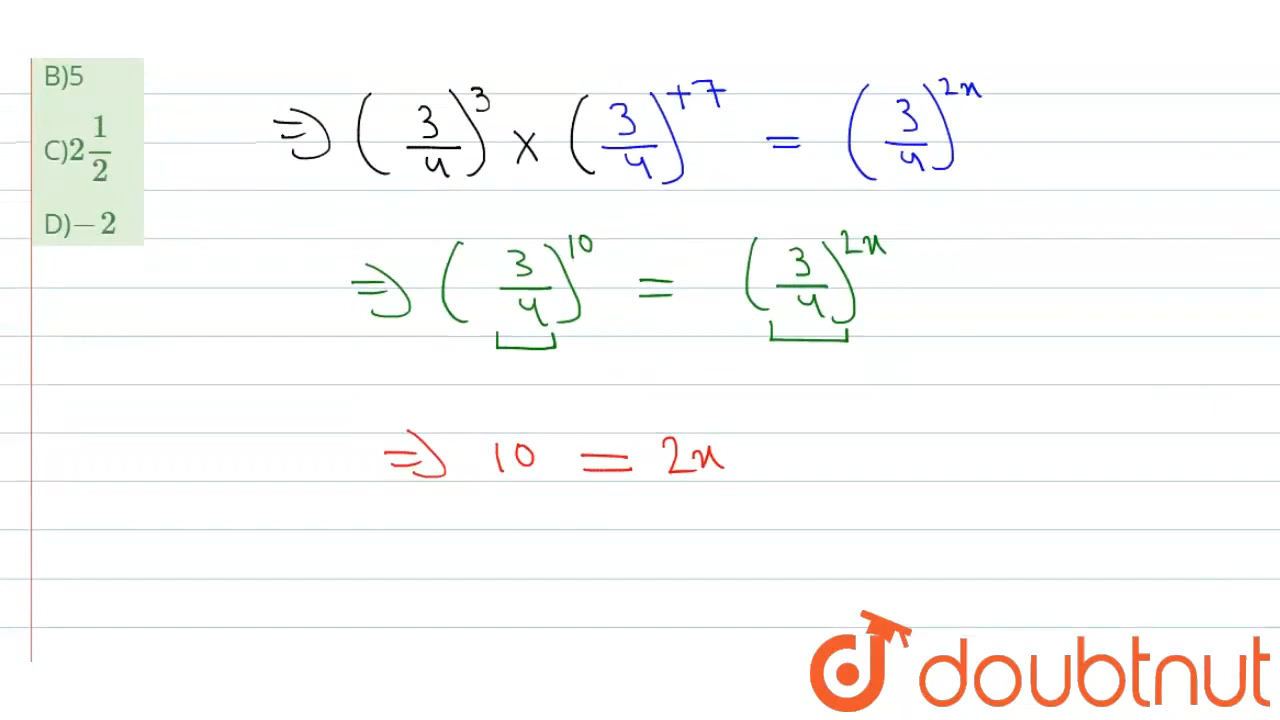 B)5
C)2 1/2
D)−2
⇒ (3/4)^3 × (3/4)^+7 = (3/4)^2x
⇒ (3/4)^10 = (3/4)^2x
⇒ 10 = 2x
doubtnut